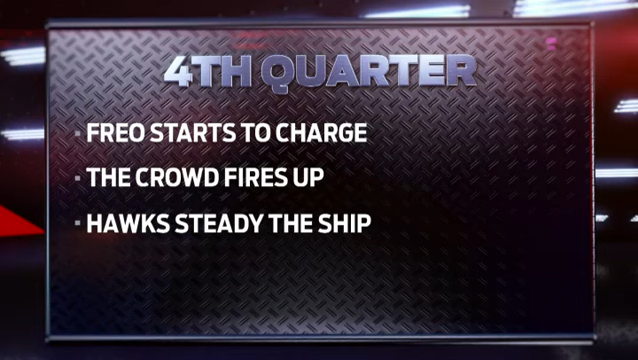 4TH QUARTER
FREO STARTS TO CHARGE
THE CROWD FIRES UP
HAWKS STEADY THE SHIP